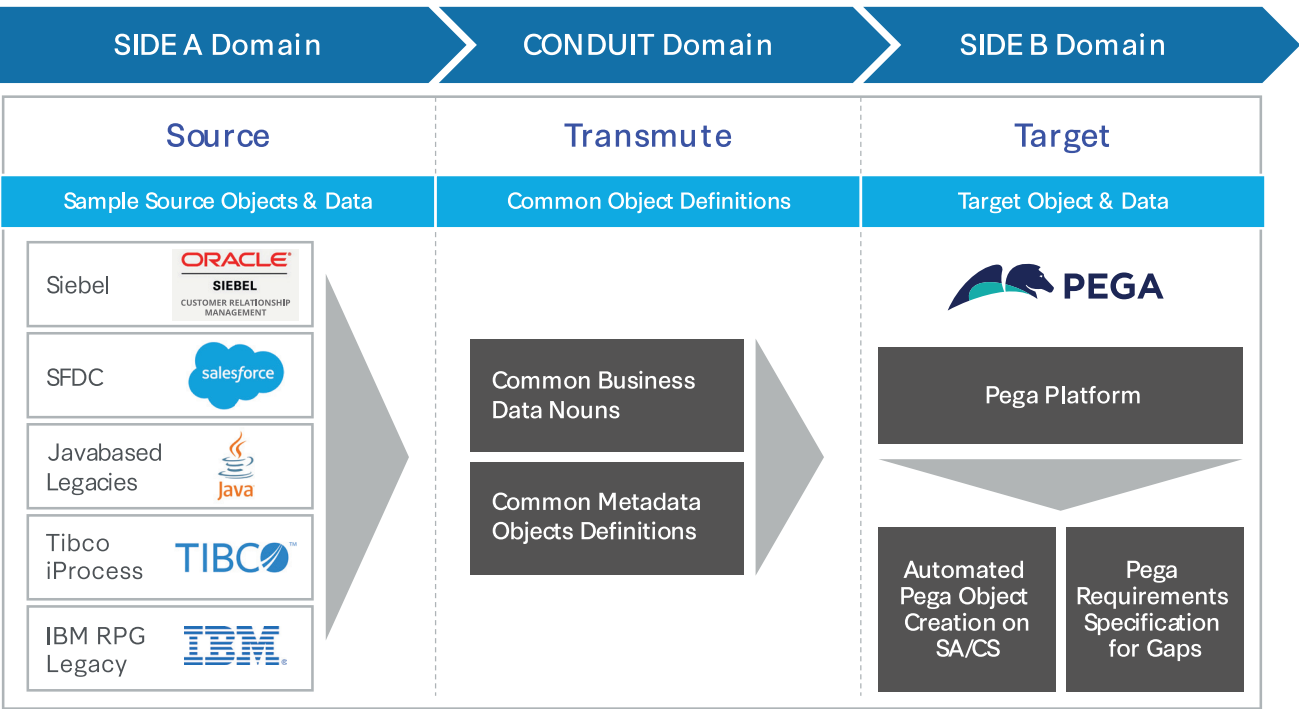 SIDE A Domain
CONDUIT Domain
SIDE B Domain
Source
Transmute
Target
Sample Source Objects & Data
Common Object Definitions
Target Object & Data
Siebel
ORACLE®
SIEBEL
CUSTOMER RELATIONSHIP
MANAGEMENT
SFDC
salesforce
Javabased
Legacies
Java
Tibco
iProcess
TIBCO™
IBM RPG
Legacy
IBM®
Common Business
Data Nouns
Common Metadata
Objects Definitions
PEGA
Pega Platform
Automated
Pega Object
Creation on
SA/CS
Pega
Requirements
Specification
for Gaps